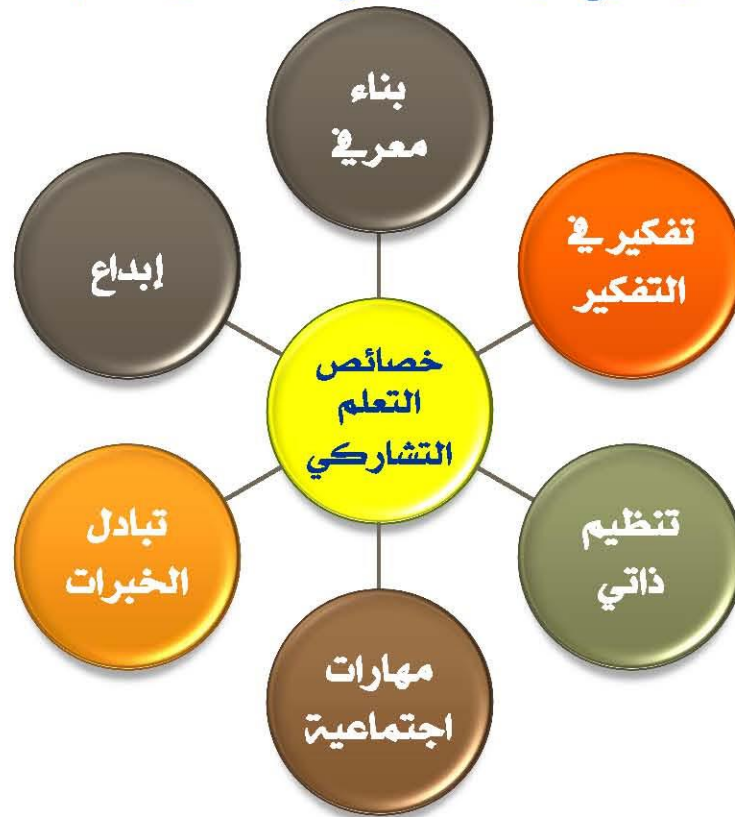 بناء
معرفي
تفكير في
التفكير
إبداع
خصائص
التعلم
التشاركي
تنظيم
ذاتي
تبادل
الخبرات
مهارات
اجتماعية